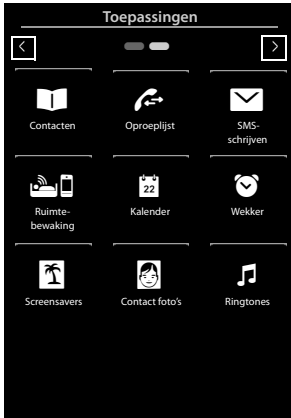 Toepassingen
Contacten
Oproeplijst
SMS-
schrijven
Ruimte-
bewaking
22
Kalender
Wekker
Screensavers
Contact foto's
Ringtones